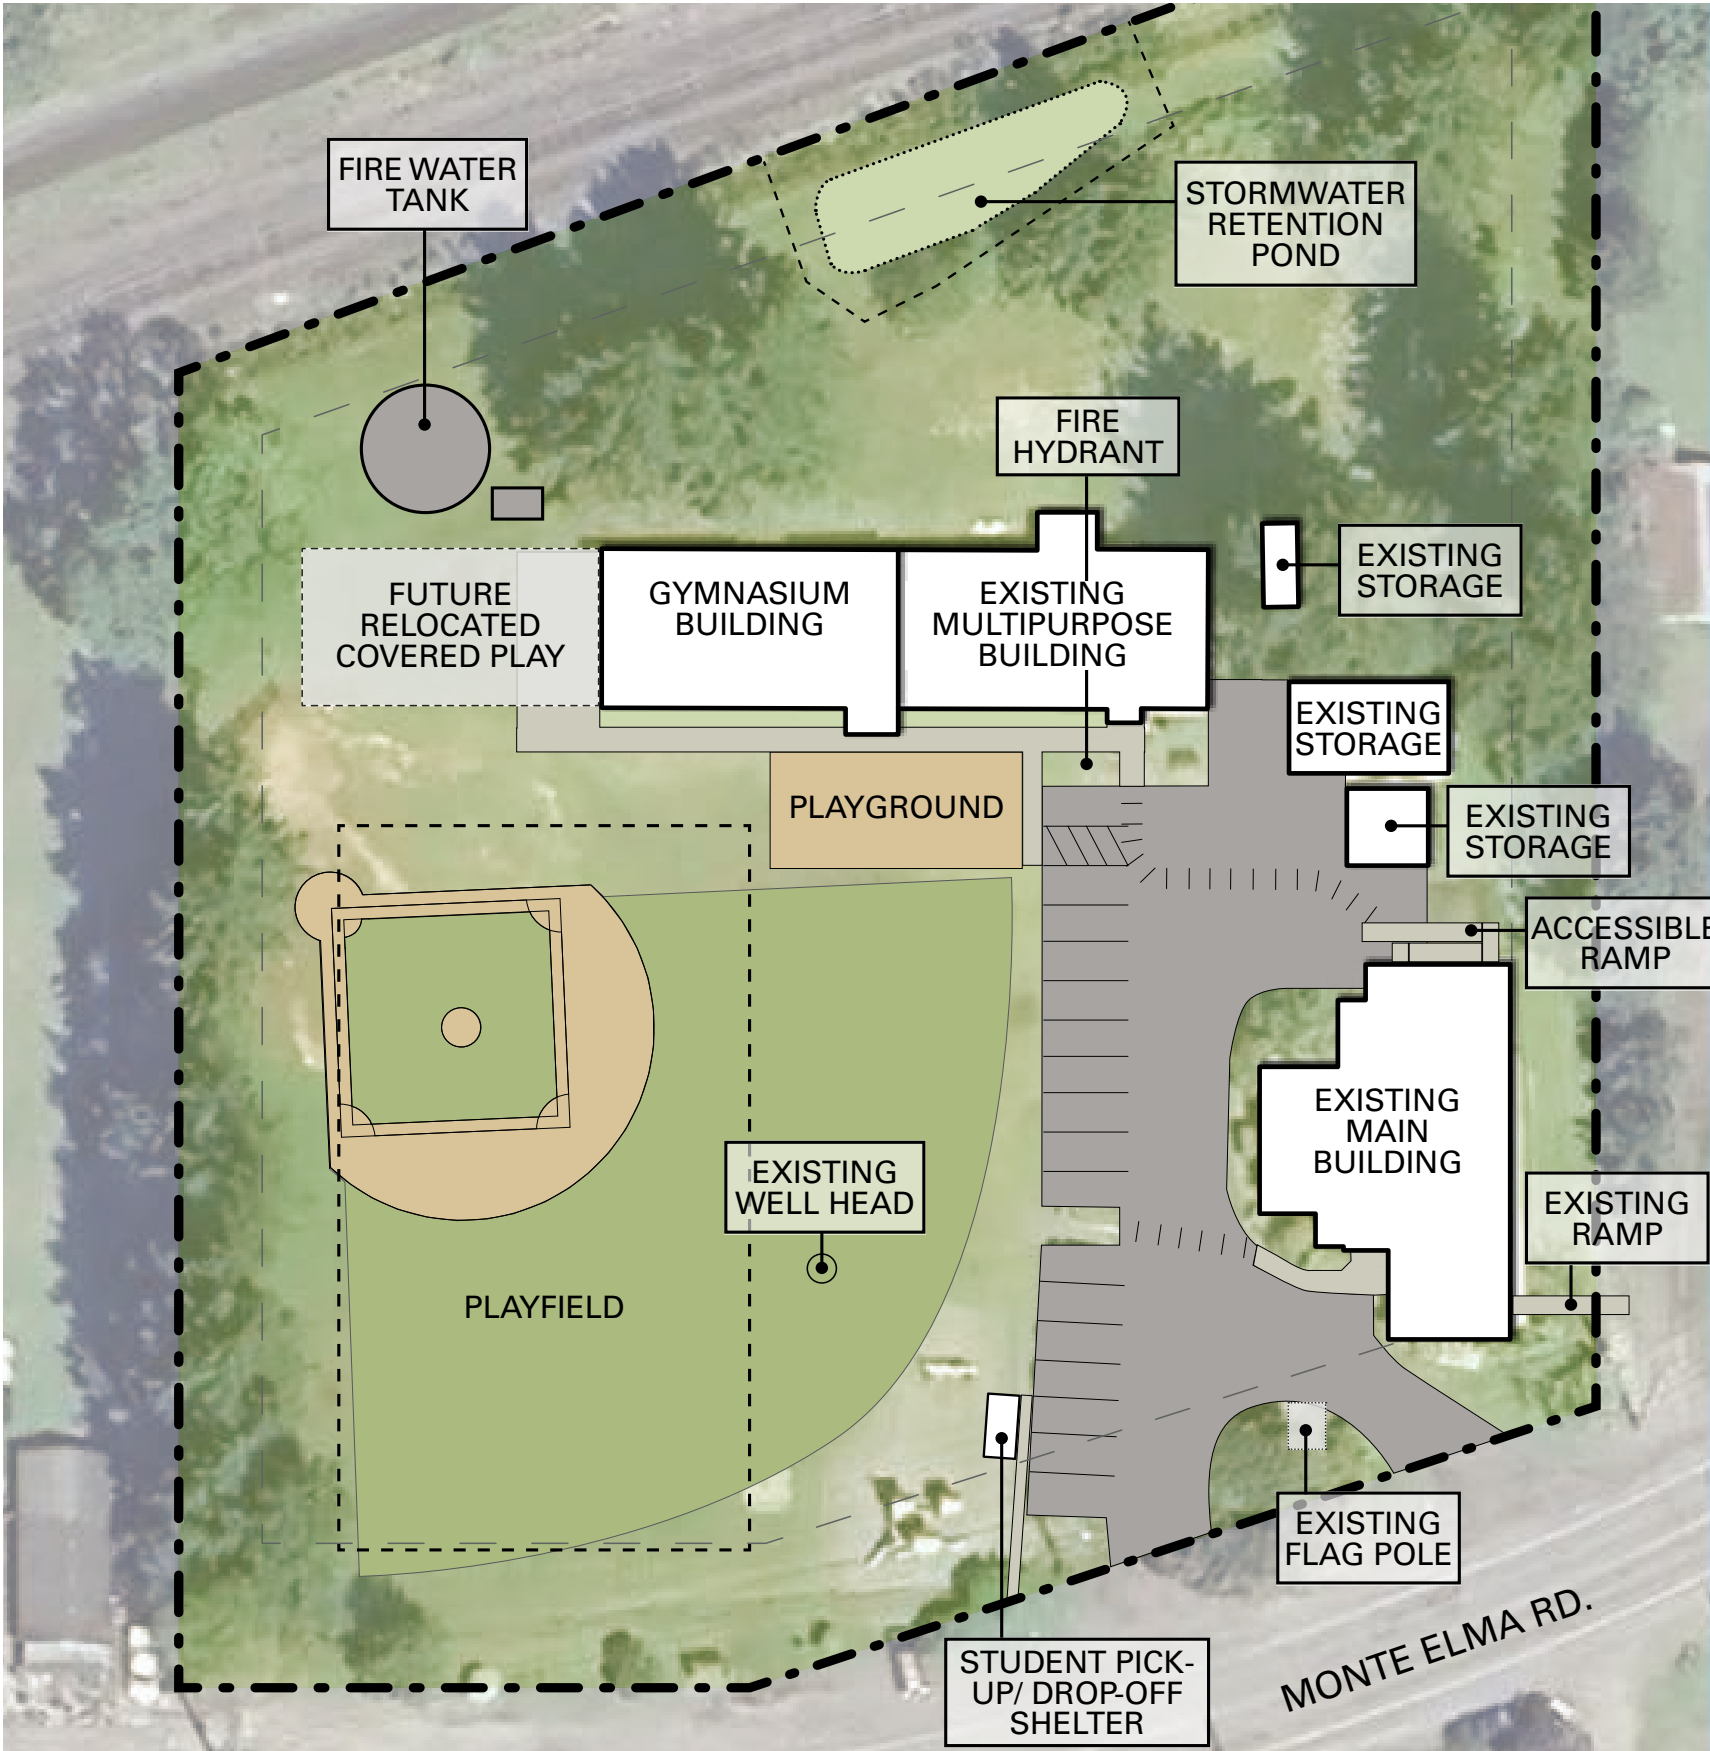 FIRE WATER
TANK
STORMWATER
RETENTION
POND
FIRE
HYDRANT
FUTURE
RELOCATED
COVERED PLAY
GYMNASIUM
BUILDING
EXISTING
MULTIPURPOSE
BUILDING
EXISTING
STORAGE
EXISTING
STORAGE
PLAYGROUND
EXISTING
STORAGE
ACCESSIBLE
RAMP
EXISTING
MAIN
BUILDING
EXISTING
WELL HEAD
EXISTING
RAMP
PLAYFIELD
EXISTING
FLAG POLE
STUDENT PICK-
UP/ DROP-OFF
SHELTER
MONTE ELMA RD.